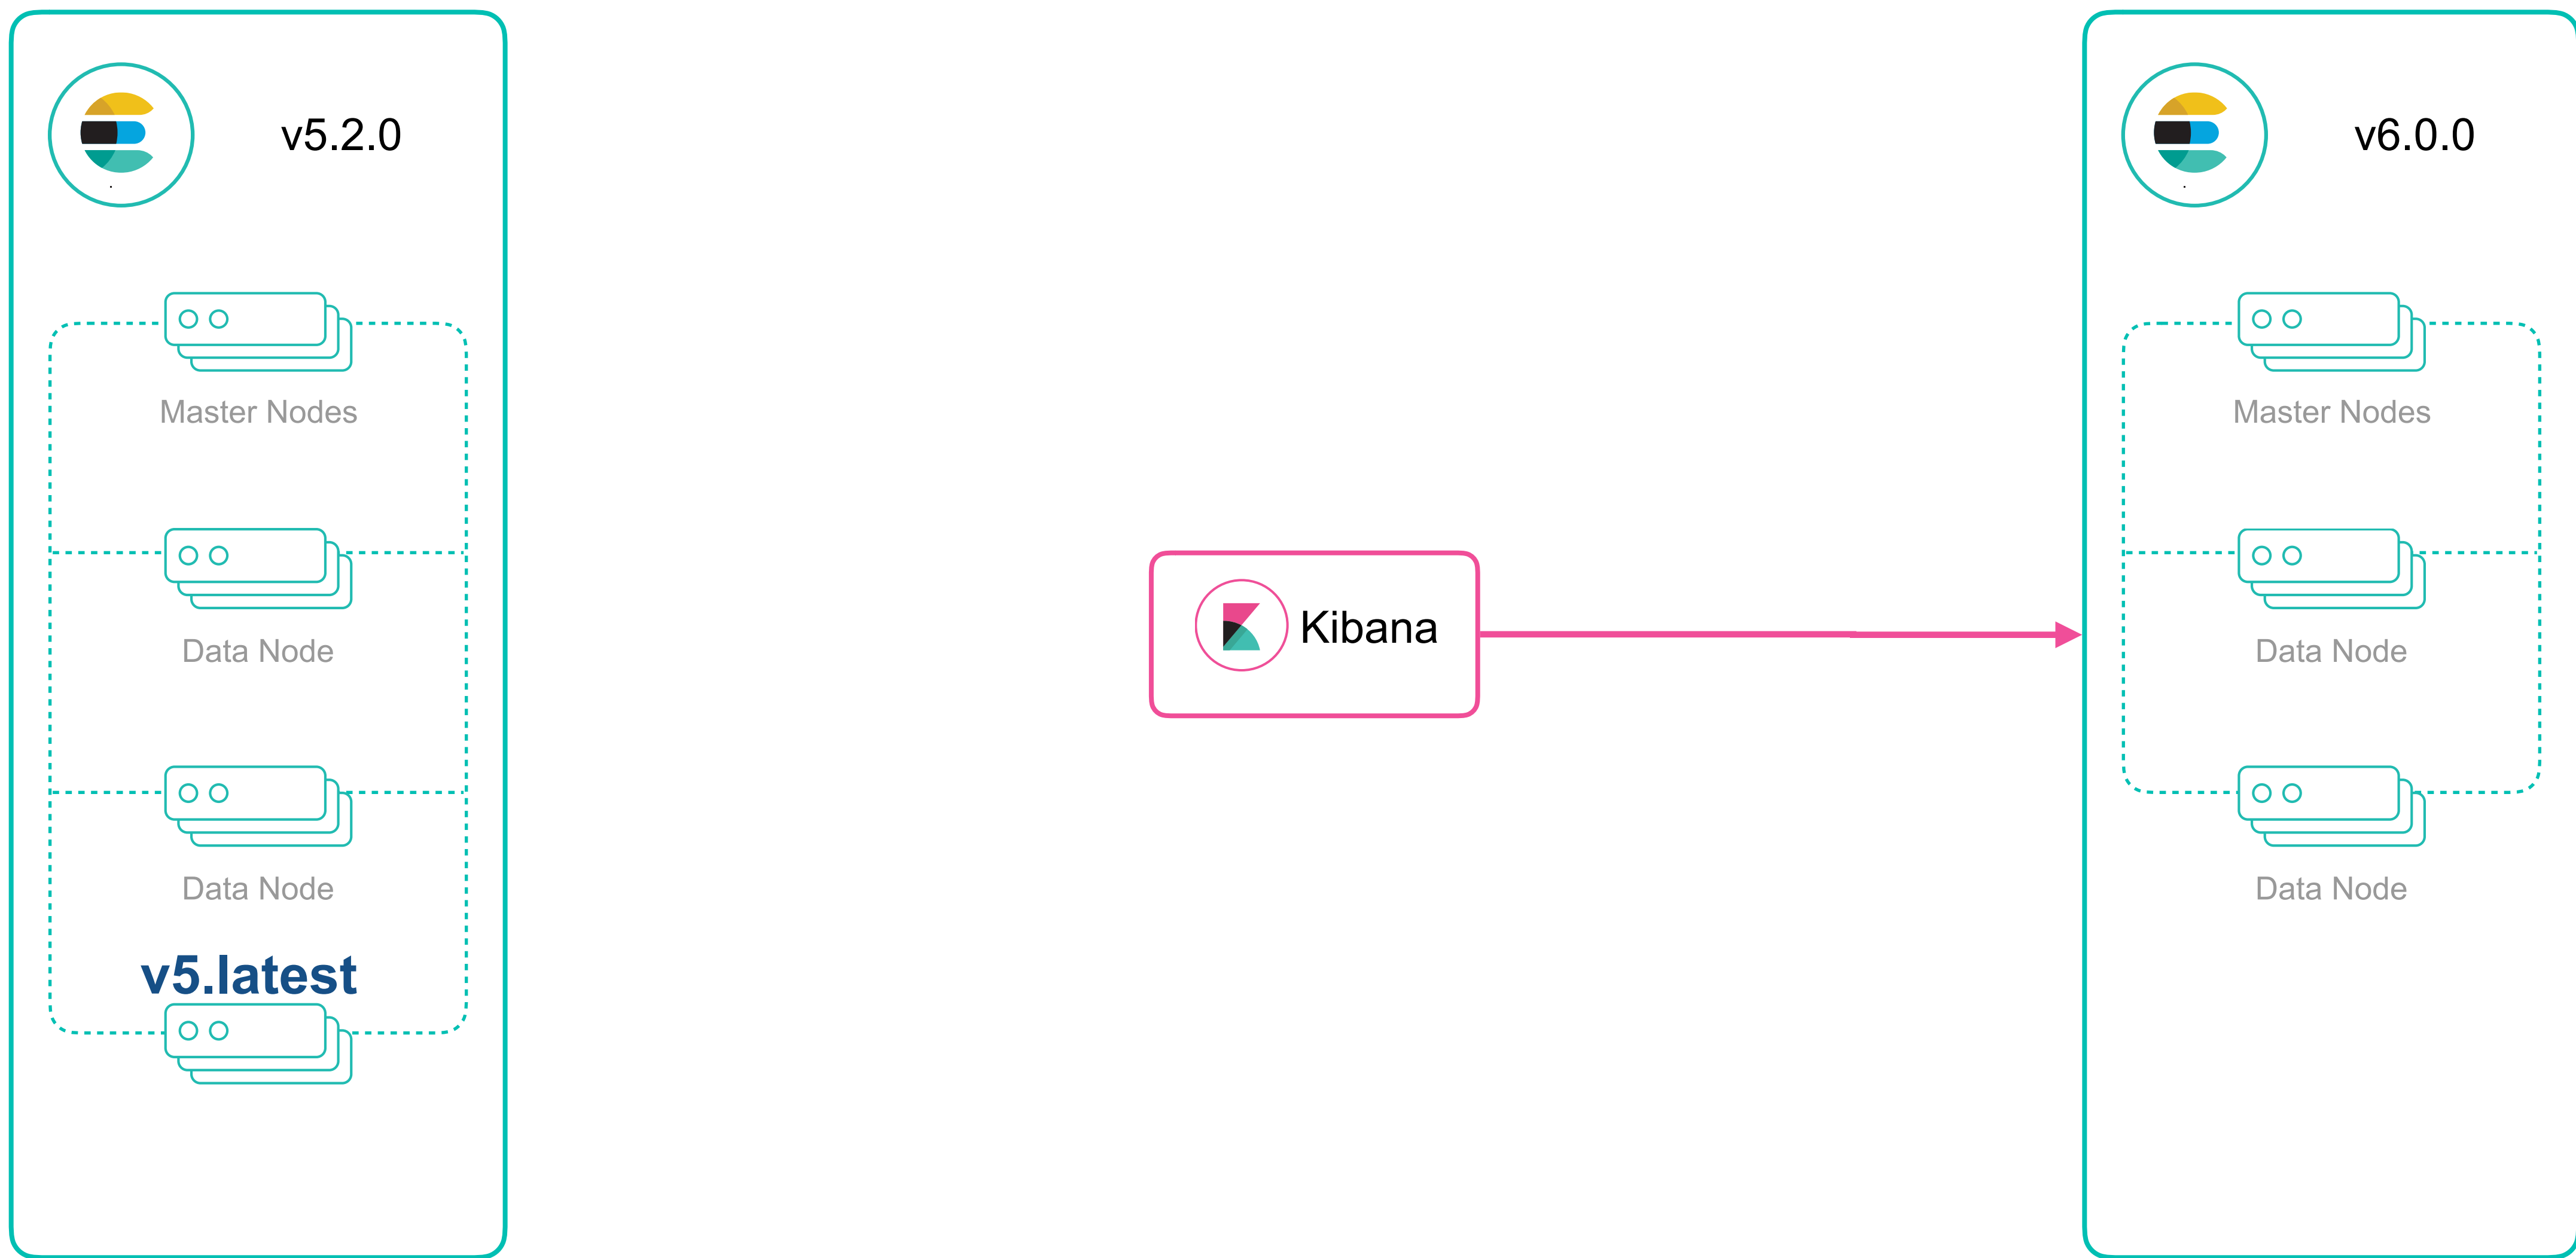 v5.2.0
Master Nodes
Data Node
Data Node
v5.latest
Kibana
v6.0.0
Master Nodes
Data Node
Data Node